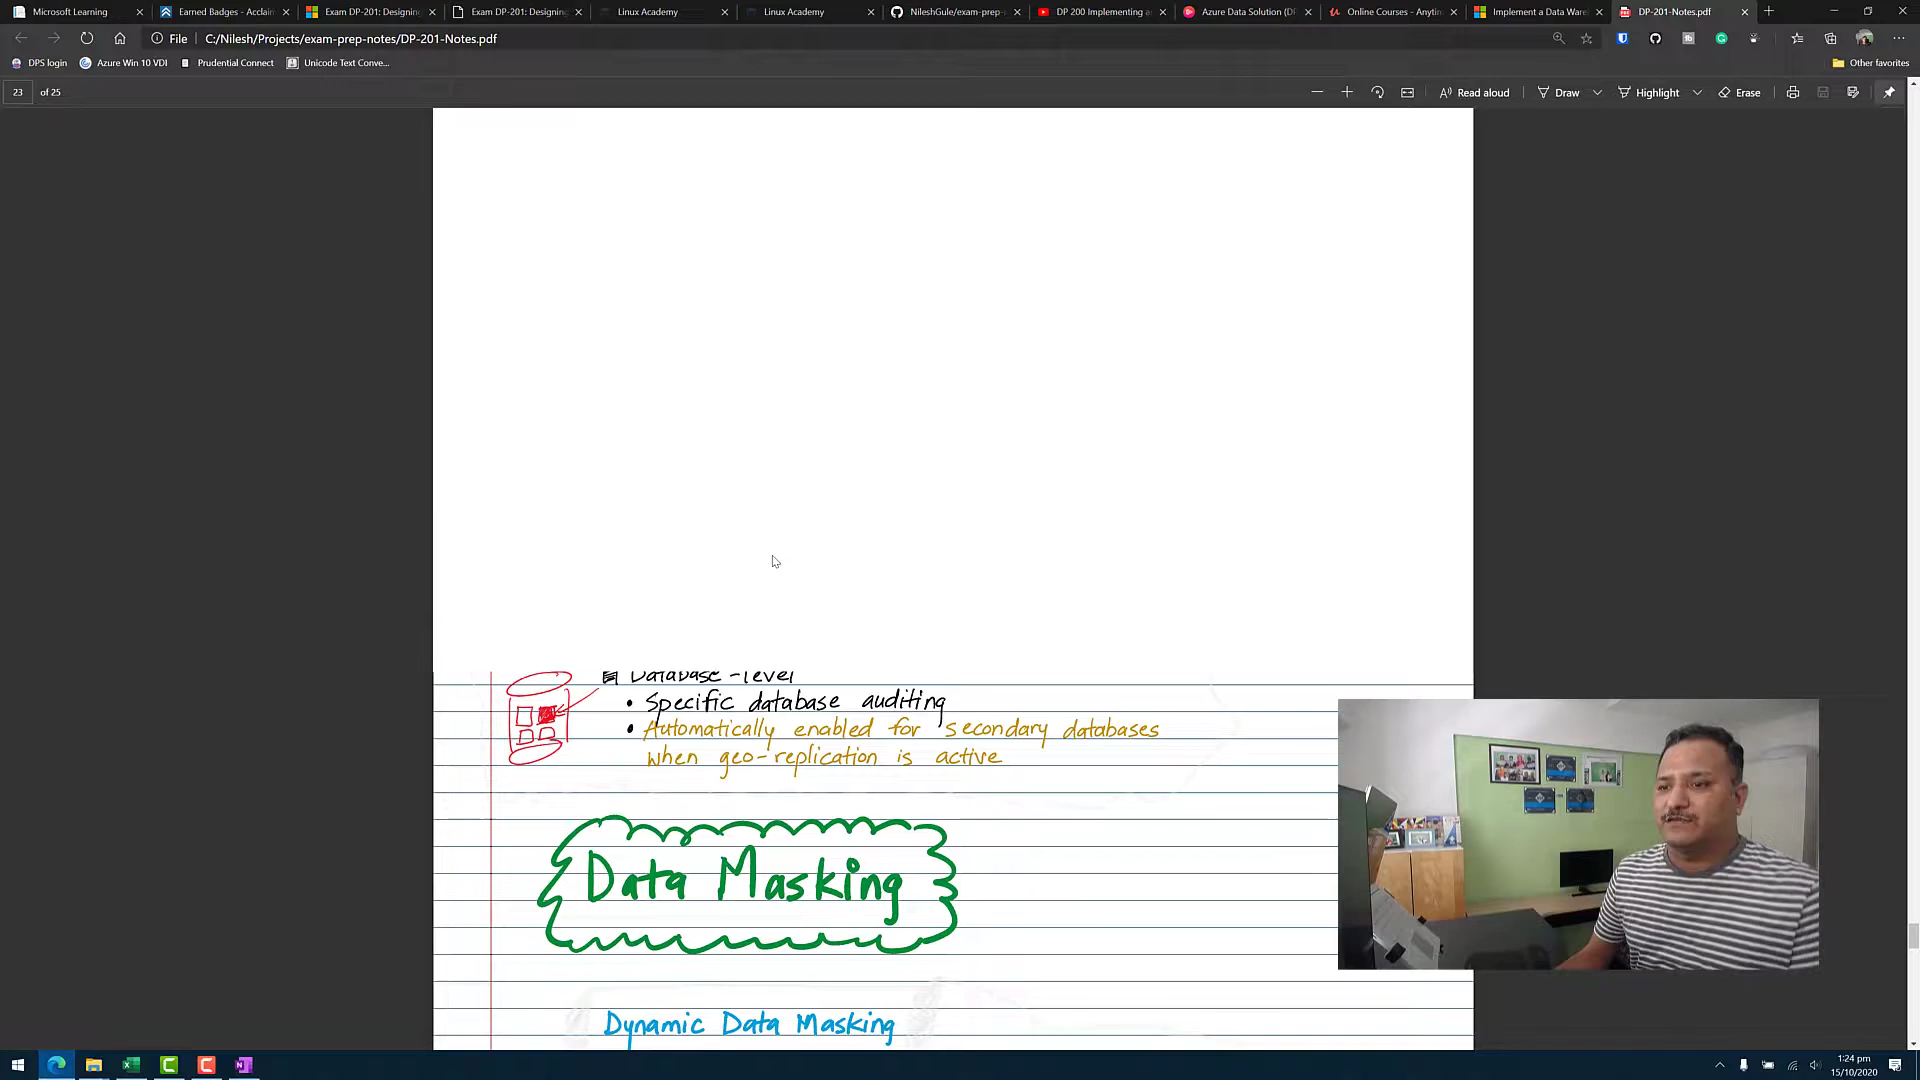 Microsoft Learning
Earned Badges - Acclaim
Exam DP-201: Designing
Exam DP-201: Designing
Linux Academy
Linux Academy
NileshGule/exam-prep-
DP 200 Implementing a
Azure Data Solution (DP
Online Courses - Anytim
Implement a Data Ware
DP-201-Notes.pdf
File
C:/Nilesh/Projects/exam-prep-notes/DP-201-Notes.pdf
DPS login
Azure Win 10 VDI
Prudential Connect
Unicode Text Conve...
Other favorites
23 of 25
Read aloud
Draw
Highlight
Erase
Database-level
• Specific database auditing
• Automatically enabled for secondary databases
when geo-replication is active
Data Masking
Dynamic Data Masking
1:24 pm
15/10/2020